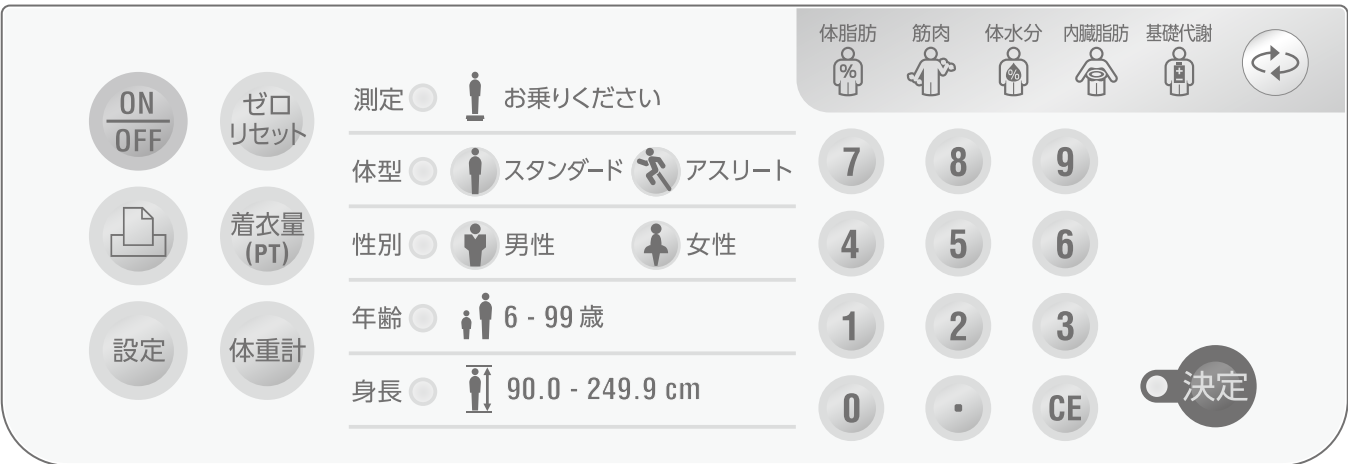 体脂肪 筋肉 体水分 内臓脂肪 基礎代謝
%
%
ON
OFF
ゼロ
リセット
測定 お乗りください
7 8 9
体型 スタンダード アスリート
着衣量
(PT)
性別 男性 女性
4 5 6
年齢 6 - 99 歳
1 2 3
設定 体重計
身長 90.0 - 249.9 cm
決定
0 . CE